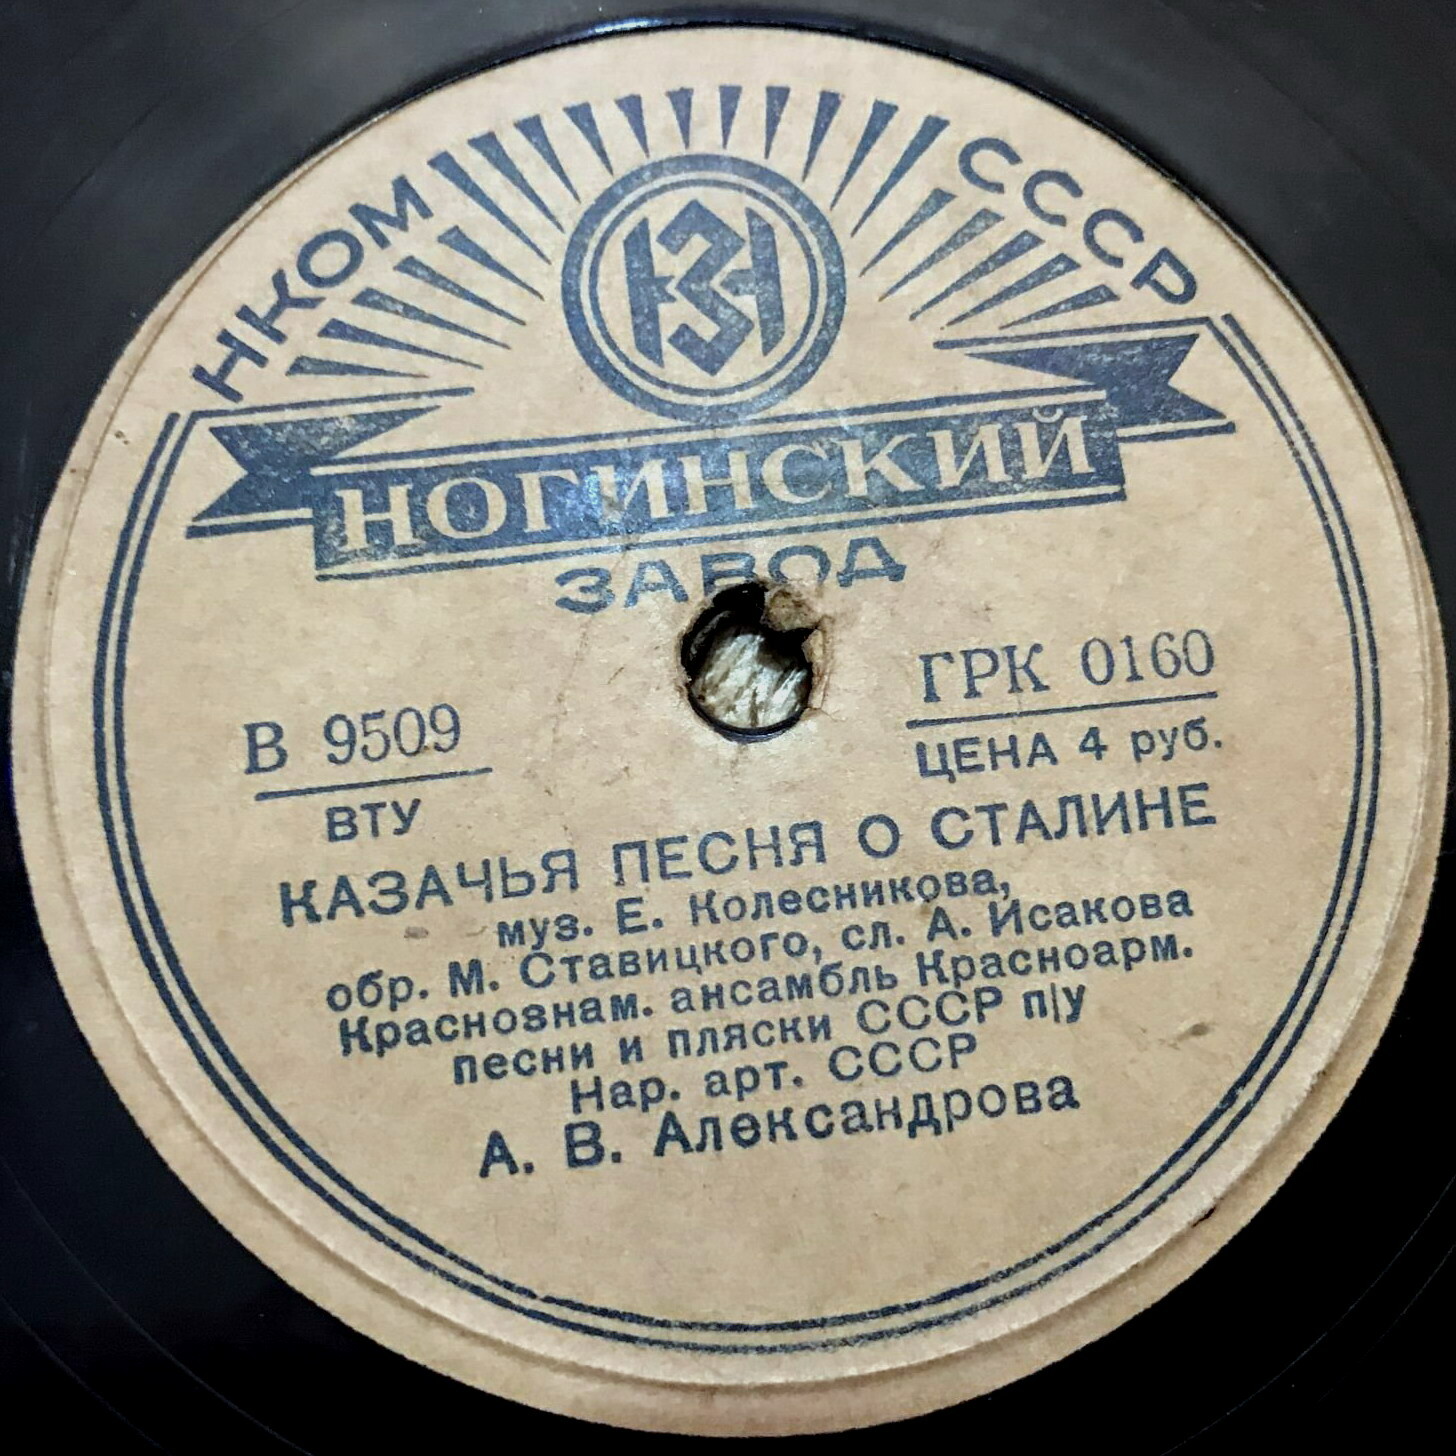 НКОМ СССР
НЗ
НОГИНСКИЙ
ЗАВОД
В 9509
ВТУ
ГРК 0160
ЦЕНА 4 руб.
КАЗАЧЬЯ ПЕСНЯ О СТАЛИНЕ
муз. Е. Колесникова,
обр. М. Ставицкого, сл. А. Исакова
Краснознам. ансамбль Красноарм.
песни и пляски СССР п/у
Нар. арт. СССР
А. В. Александрова